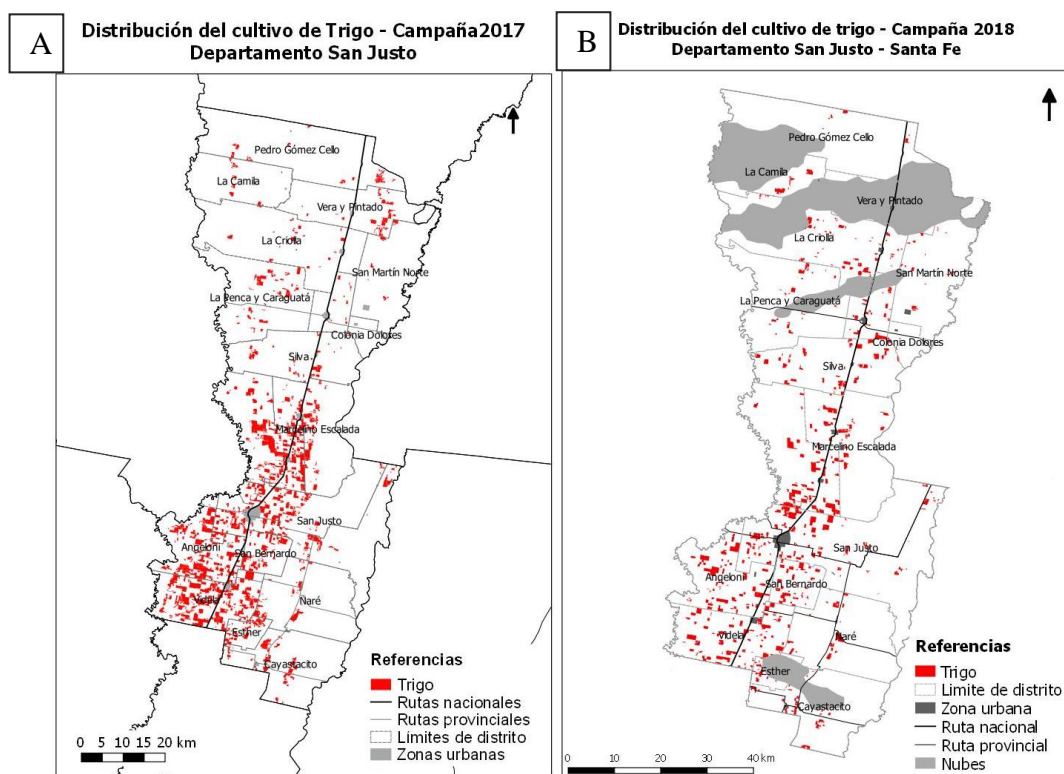 A
Distribución del cultivo de Trigo - Campaña2017
Departamento San Justo
Pedro Gómez Cello
La Camila
Vera y Pintado
La Criolla
San Martín Norte
La Penca y Caraguatá
Colonia Dolores
Silva
Marcelino Escalada
San Justo
Angeloni
San Bernardo
Videla
Naré
Esther
Cayastacito
Referencias
Trigo
Rutas nacionales
Rutas provinciales
Límites de distrito
Zonas urbanas
0 5 10 15 20 km
B
Distribución del cultivo de trigo - Campaña 2018
Departamento San Justo - Santa Fe
Pedro Gómez Cello
La Camila
Vera y Pintado
La Criolla
San Martín Norte
La Penca y Caraguatá
Colonia Dolores
Silva
Marcelino Escalada
San Justo
Angeloni
San Bernardo
Videla
Naré
Esther
Cayastacito
Referencias
Trigo
Limite de distrito
Zona urbana
Ruta nacional
Ruta provincial
Nubes
0 10 20 30 40 km